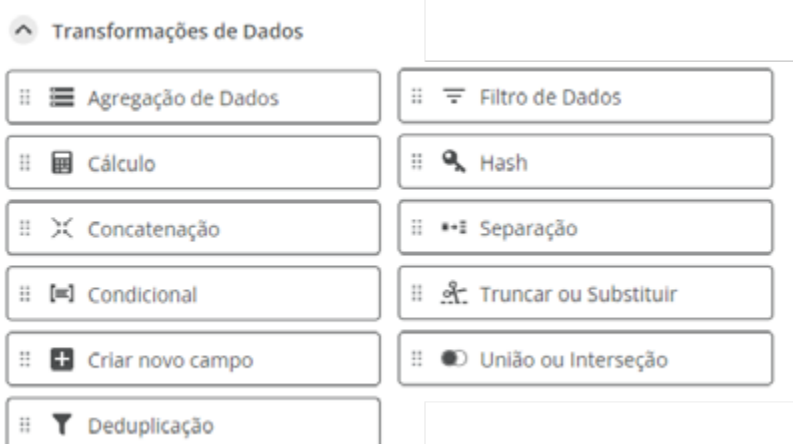 Transformações de Dados
Agregação de Dados
Filtro de Dados
Cálculo
Hash
Concatenação
Separação
Condicional
Truncar ou Substituir
Criar novo campo
União ou Interseção
Deduplicação